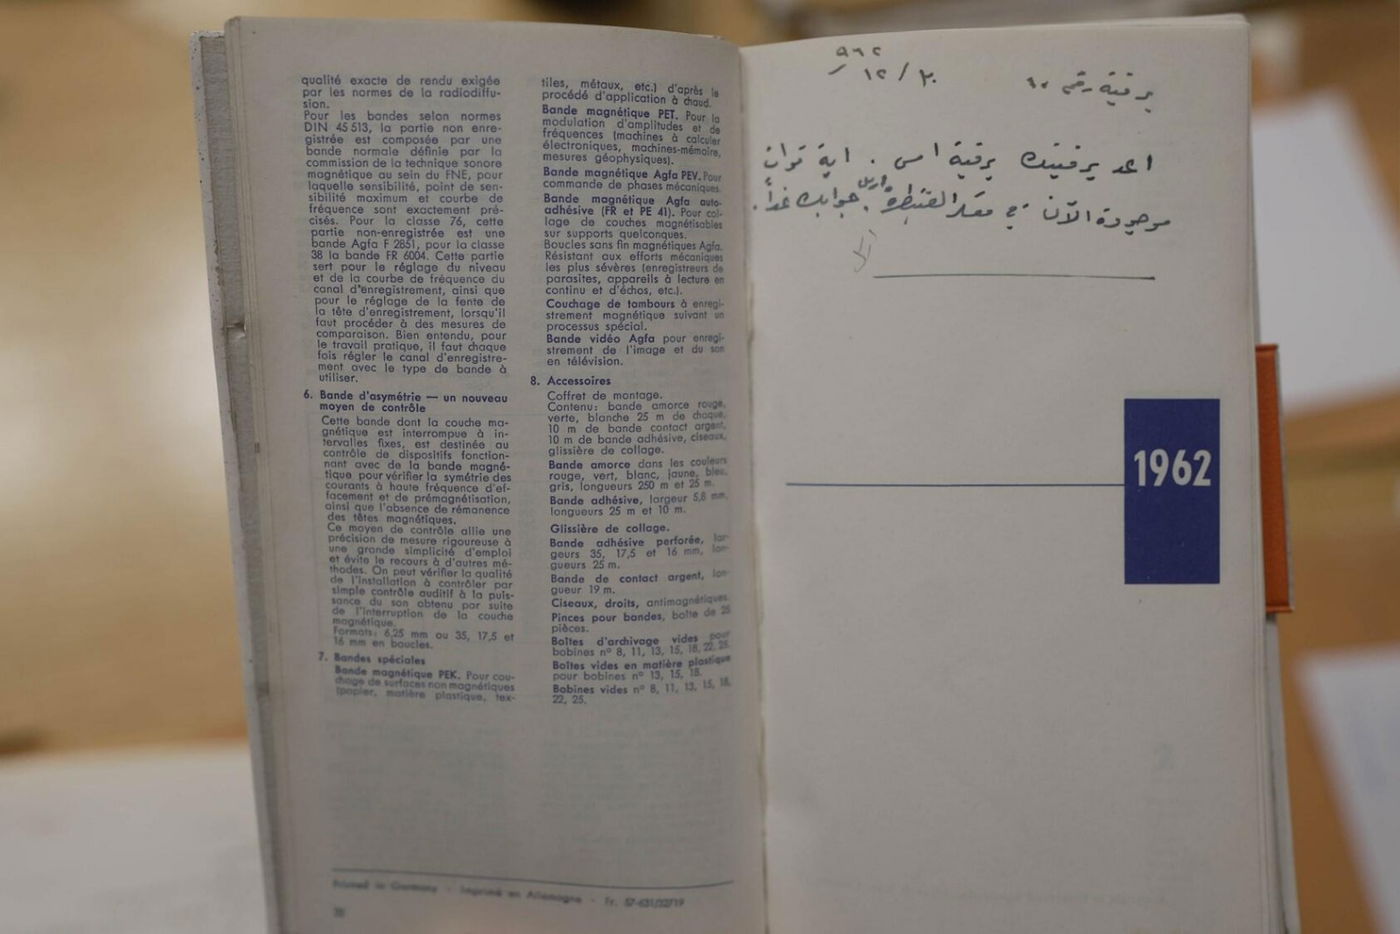 qualité exacte de rendu exigée
par les normes de la radiodiffu-
sion.
Pour les bandes selon normes
DIN 45 513, la partie non enre-
gistrée est composée par une
bande normale définie par la
commission de la technique sonore
magnétique au sein du FNE, pour
laquelle sensibilité, point de sen-
sibilité maximum et courbe de
fréquence sont exactement pré-
cisés. Pour la classe 76, cette
partie non-enregistrée est une
bande Agfa F 2851, pour la classe
38 la bande FR 6004. Cette partie
sert pour le réglage du niveau
et de la courbe de fréquence du
canal d'enregistrement, ainsi que
pour le réglage de la fente de
la tête d'enregistrement, lorsqu'il
faut procéder à des mesures de
comparaison. Bien entendu, pour
le travail pratique, il faut chaque
fois régler le canal d'enregistre-
ment avec le type de bande à
utiliser.
6. Bande d'asymétrie — un nouveau
moyen de contrôle
Cette bande dont la couche ma-
gnétique est interrompue à in-
tervalles fixes, est destinée au
contrôle de dispositifs fonction-
nant avec de la bande magné-
tique pour vérifier la symétrie des
courants à haute fréquence d'ef-
facement et de prémagnétisation,
ainsi que l'absence de rémanence
des têtes magnétiques.
Ce moyen de contrôle allie une
précision de mesure rigoureuse à
une grande simplicité d'emploi
et évite le recours à d'autres mé-
thodes. On peut vérifier la qualité
de l'installation à contrôler par
simple contrôle auditif à la puis-
sance du son obtenu par suite
de l'interruption de la couche
magnétique.
Formats: 6,25 mm ou 35, 17,5 et
16 mm en boucles.
7. Bandes spéciales
Bande magnétique PEK. Pour cou-
chage de surfaces non magnétiques
(papier, matière plastique, tex-
tiles, métaux, etc.) d'après le
procédé d'application à chaud.
Bande magnétique PET. Pour la
modulation d'amplitudes et de
fréquences (machines à calculer
électroniques, machines-mémoire,
mesures géophysiques).
Bande magnétique Agfa PEV. Pour
commande de phases mécaniques.
Bande magnétique Agfa auto-
adhésive (FR et PE 41). Pour col-
lage de couches magnétisables
sur supports quelconques.
Boucles sans fin magnétiques Agfa.
Résistant aux efforts mécaniques
les plus sévères (enregistreurs de
parasites, appareils à lecture en
continu et d'échos, etc.).
Couchage de tambours à enregi-
strement magnétique suivant un
processus spécial.
Bande vidéo Agfa pour enregi-
strement de l'image et du son
en télévision.
8. Accessoires
Coffret de montage.
Contenu: bande amorce rouge,
verte, blanche 25 m de chaque,
10 m de bande contact argent,
10 m de bande adhésive, ciseaux,
glissière de collage.
Bande amorce dans les couleurs
rouge, vert, blanc, jaune, bleu,
gris, longueurs 250 m et 25 m.
Bande adhésive, largeur 5,8 mm,
longueurs 25 m et 10 m.
Glissière de collage.
Bande adhésive perforée, lar-
geurs 35, 17,5 et 16 mm, lon-
gueurs 25 m.
Bande de contact argent, lon-
gueur 19 m.
Ciseaux, droits, antimagnétiques.
Pinces pour bandes, boîte de 25
pièces.
Boîtes d'archivage vides pour
bobines nº 8, 11, 13, 15, 18, 22, 25.
Boîtes vides en matière plastique
pour bobines nº 13, 15, 18.
Bobines vides nº 8, 11, 13, 15, 18,
22, 25.
Printed in Germany - Imprimé en Allemagne - Fr. 57-631/32719
برقية رقم
اعد برقيتك برقية امس . اية قوات
موجودة الآن في القنيطرة . جوابك غداً .
1962